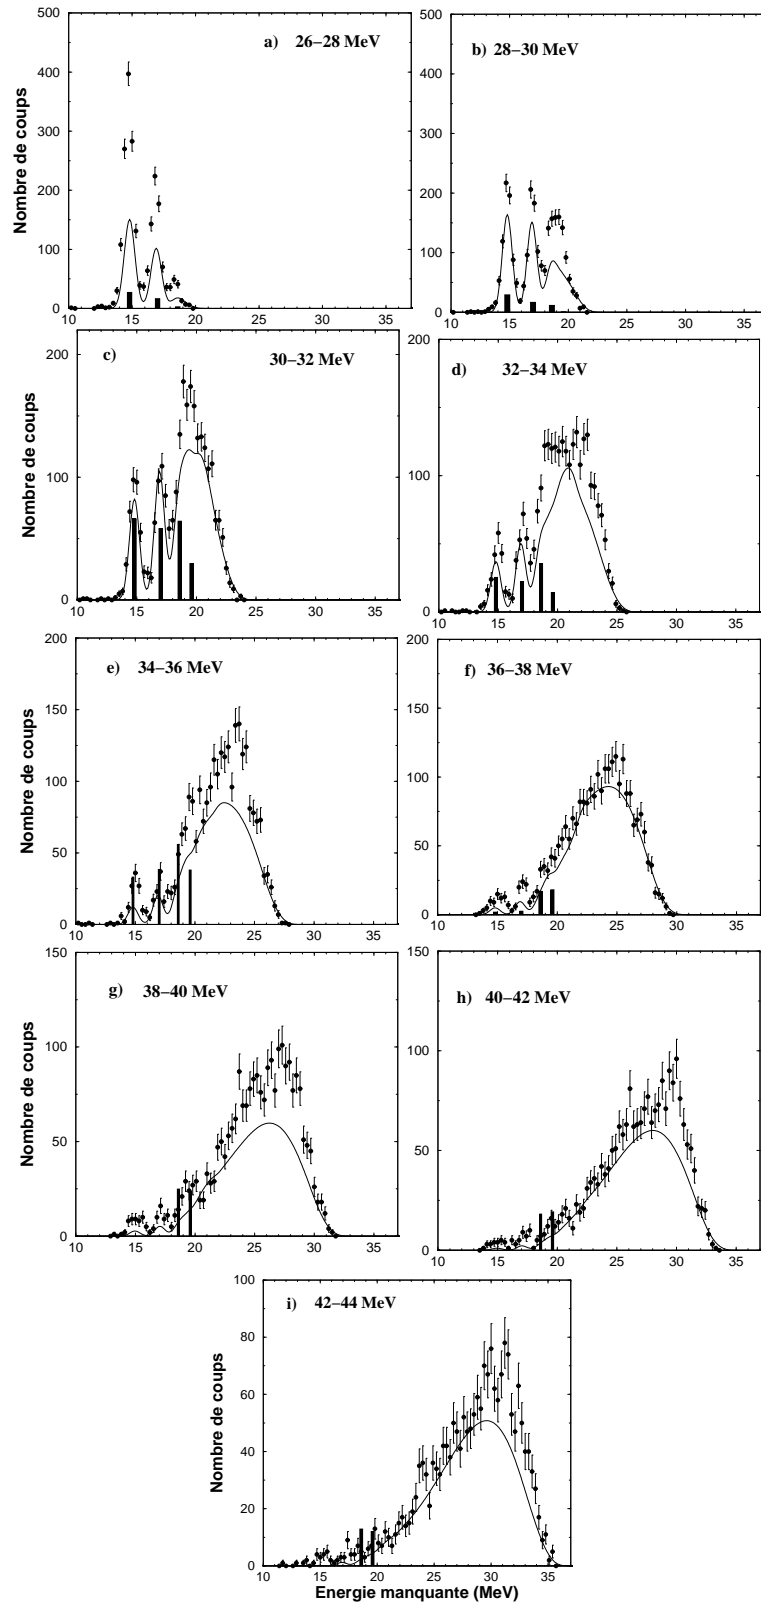 a) 26–28 MeV
500
400
300
200
100
0
10 15 20 25 30 35
Nombre de coups
b) 28–30 MeV
500
400
300
200
100
0
10 15 20 25 30 35
c) 30–32 MeV
200
100
0
10 15 20 25 30 35
Nombre de coups
d) 32–34 MeV
200
150
100
50
0
10 15 20 25 30 35
e) 34–36 MeV
200
150
100
50
0
10 15 20 25 30 35
Nombre de coups
f) 36–38 MeV
200
150
100
50
0
10 15 20 25 30 35
g) 38–40 MeV
150
100
50
0
10 15 20 25 30 35
Nombre de coups
h) 40–42 MeV
150
100
50
0
10 15 20 25 30 35
i) 42–44 MeV
100
80
60
40
20
0
10 15 20 25 30 35
Nombre de coups
Energie manquante (MeV)